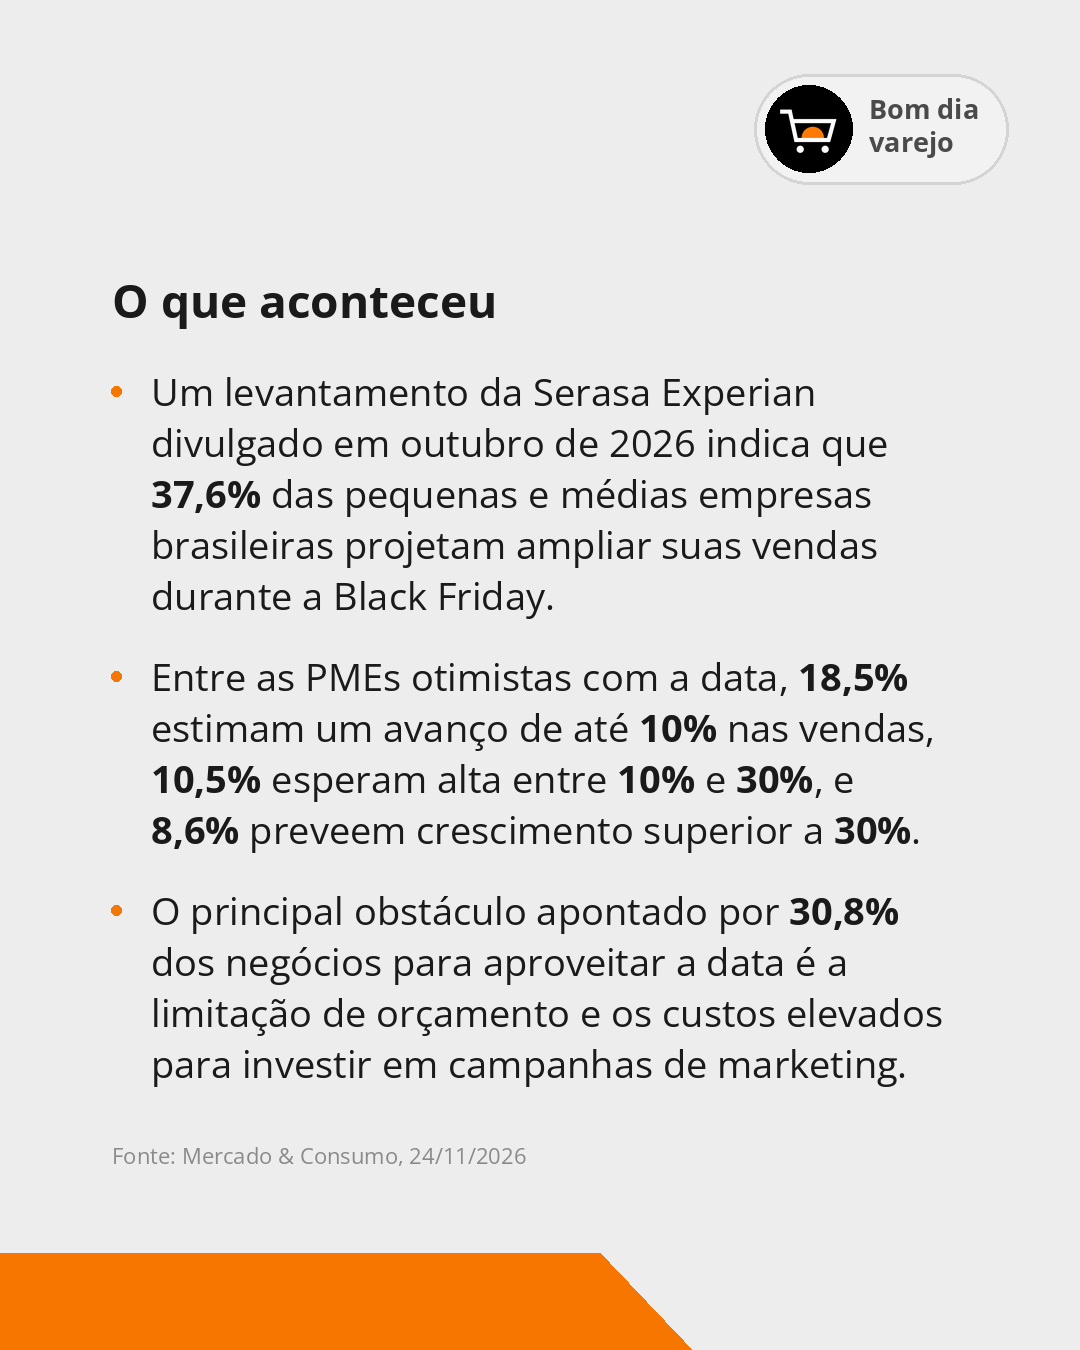 Bom dia
varejo
O que aconteceu
• Um levantamento da Serasa Experian
divulgado em outubro de 2026 indica que
37,6% das pequenas e médias empresas
brasileiras projetam ampliar suas vendas
durante a Black Friday.
• Entre as PMEs otimistas com a data, 18,5%
estimam um avanço de até 10% nas vendas,
10,5% esperam alta entre 10% e 30%, e
8,6% preveem crescimento superior a 30%.
• O principal obstáculo apontado por 30,8%
dos negócios para aproveitar a data é a
limitação de orçamento e os custos elevados
para investir em campanhas de marketing.
Fonte: Mercado & Consumo, 24/11/2026